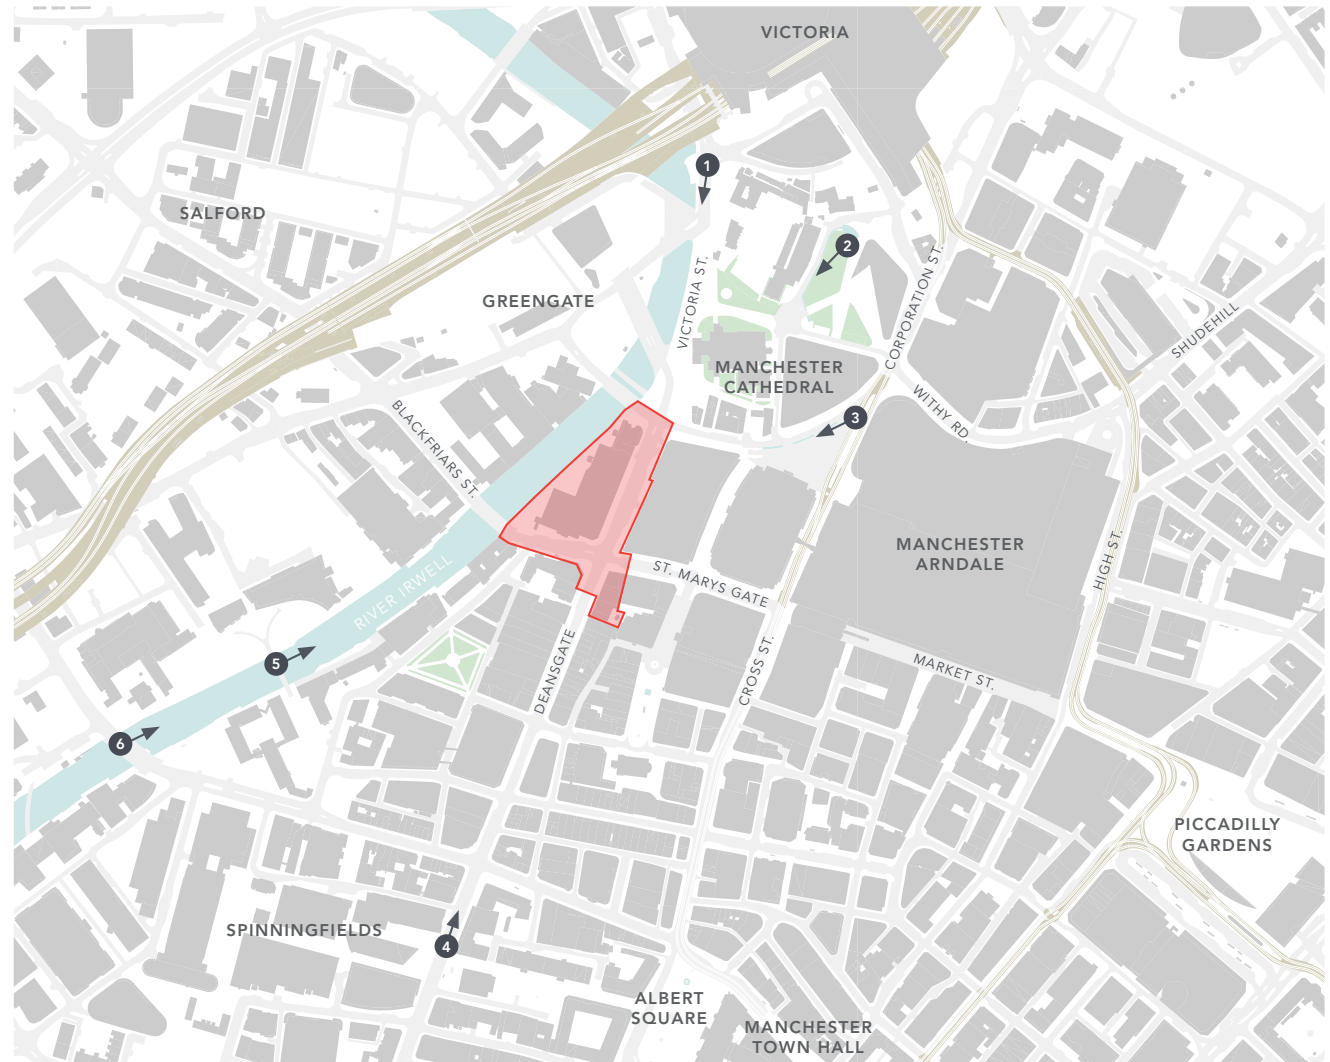 VICTORIA
1
SALFORD
2
GREENGATE
VICTORIA ST.
CORPORATION ST.
SHUDEHILL
MANCHESTER
CATHEDRAL
BLACKFRIARS ST.
WITHY RD.
3
MANCHESTER
ARNDALE
HIGH ST.
ST. MARYS GATE
RIVER IRWELL
5
DEANSGATE
CROSS ST.
MARKET ST.
6
PICCADILLY
GARDENS
SPINNINGFIELDS
4
ALBERT
SQUARE
MANCHESTER
TOWN HALL